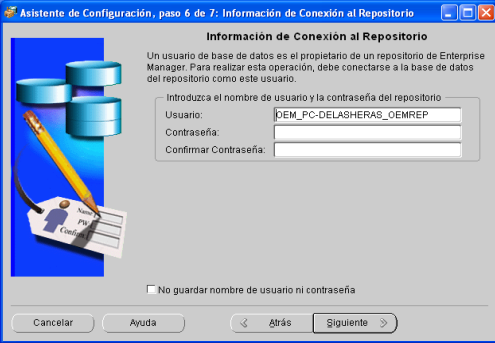 Asistente de Configuración, paso 6 de 7: Información de Conexión al Repositorio
Información de Conexión al Repositorio
Un usuario de base de datos es el propietario de un repositorio de Enterprise
Manager. Para realizar esta operación, debe conectarse a la base de datos
del repositorio como este usuario.
Introduzca el nombre de usuario y la contraseña del repositorio
Usuario: OEM_PC-DELASHERAS_OEMREP
Contraseña:
Confirmar Contraseña:
Name
PW
Confirm
No guardar nombre de usuario ni contraseña
Cancelar Ayuda Atrás Siguiente